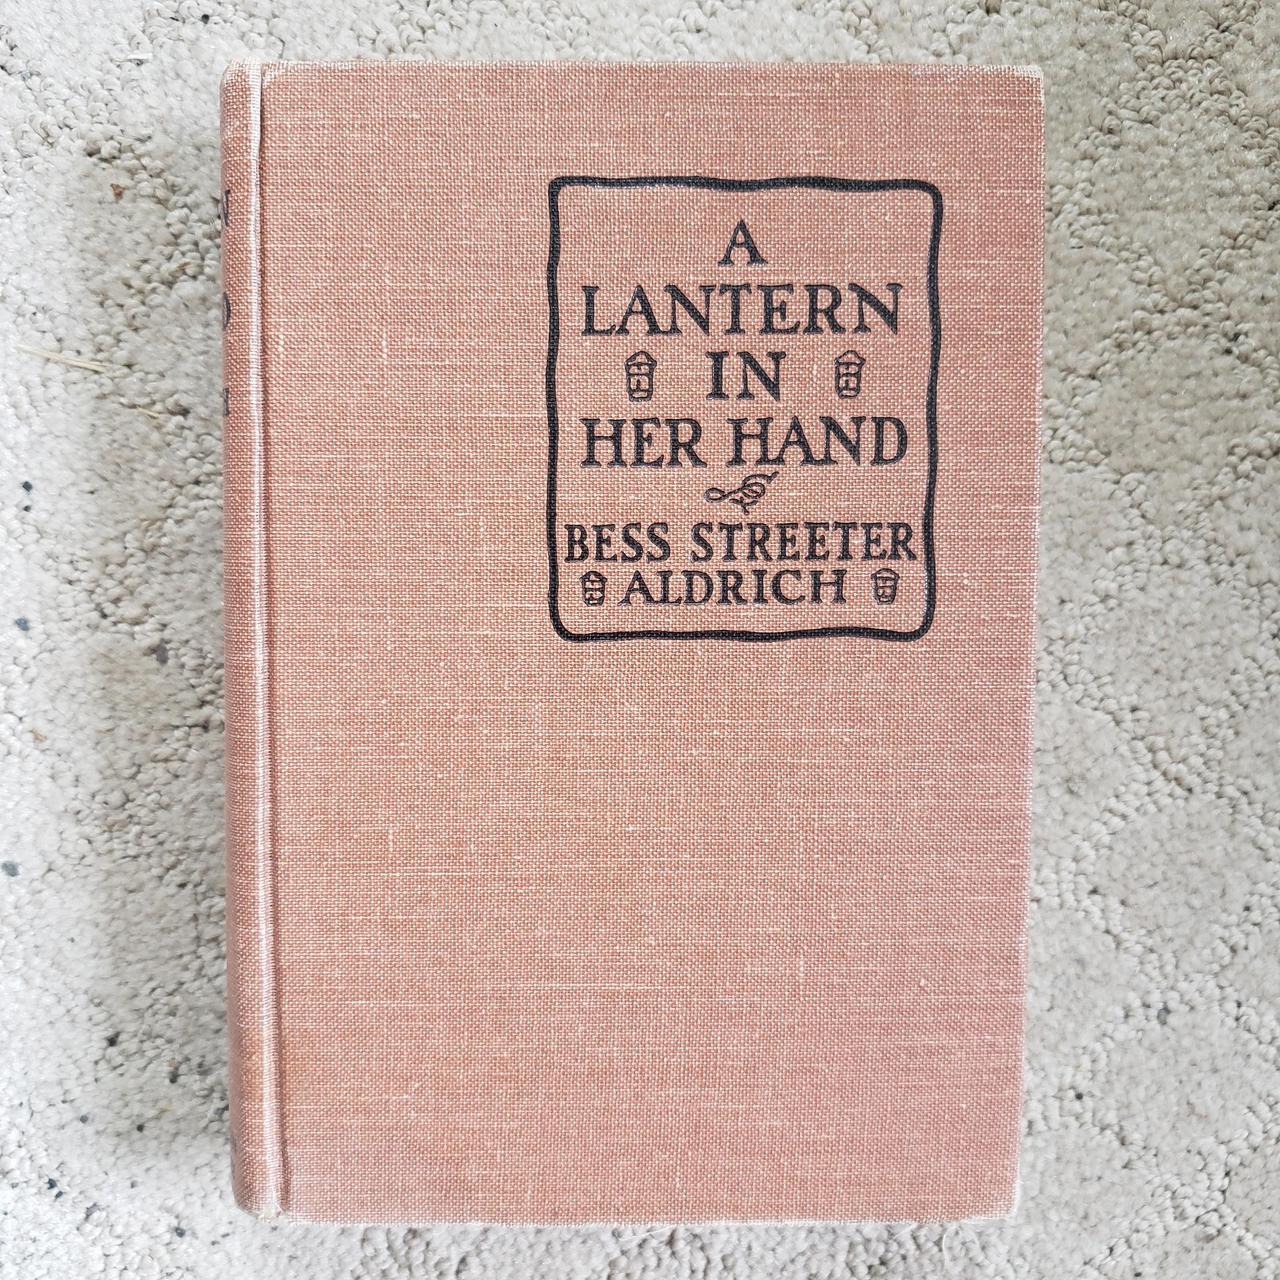 A
LANTERN
IN
HER HAND
BESS STREETER
ALDRICH